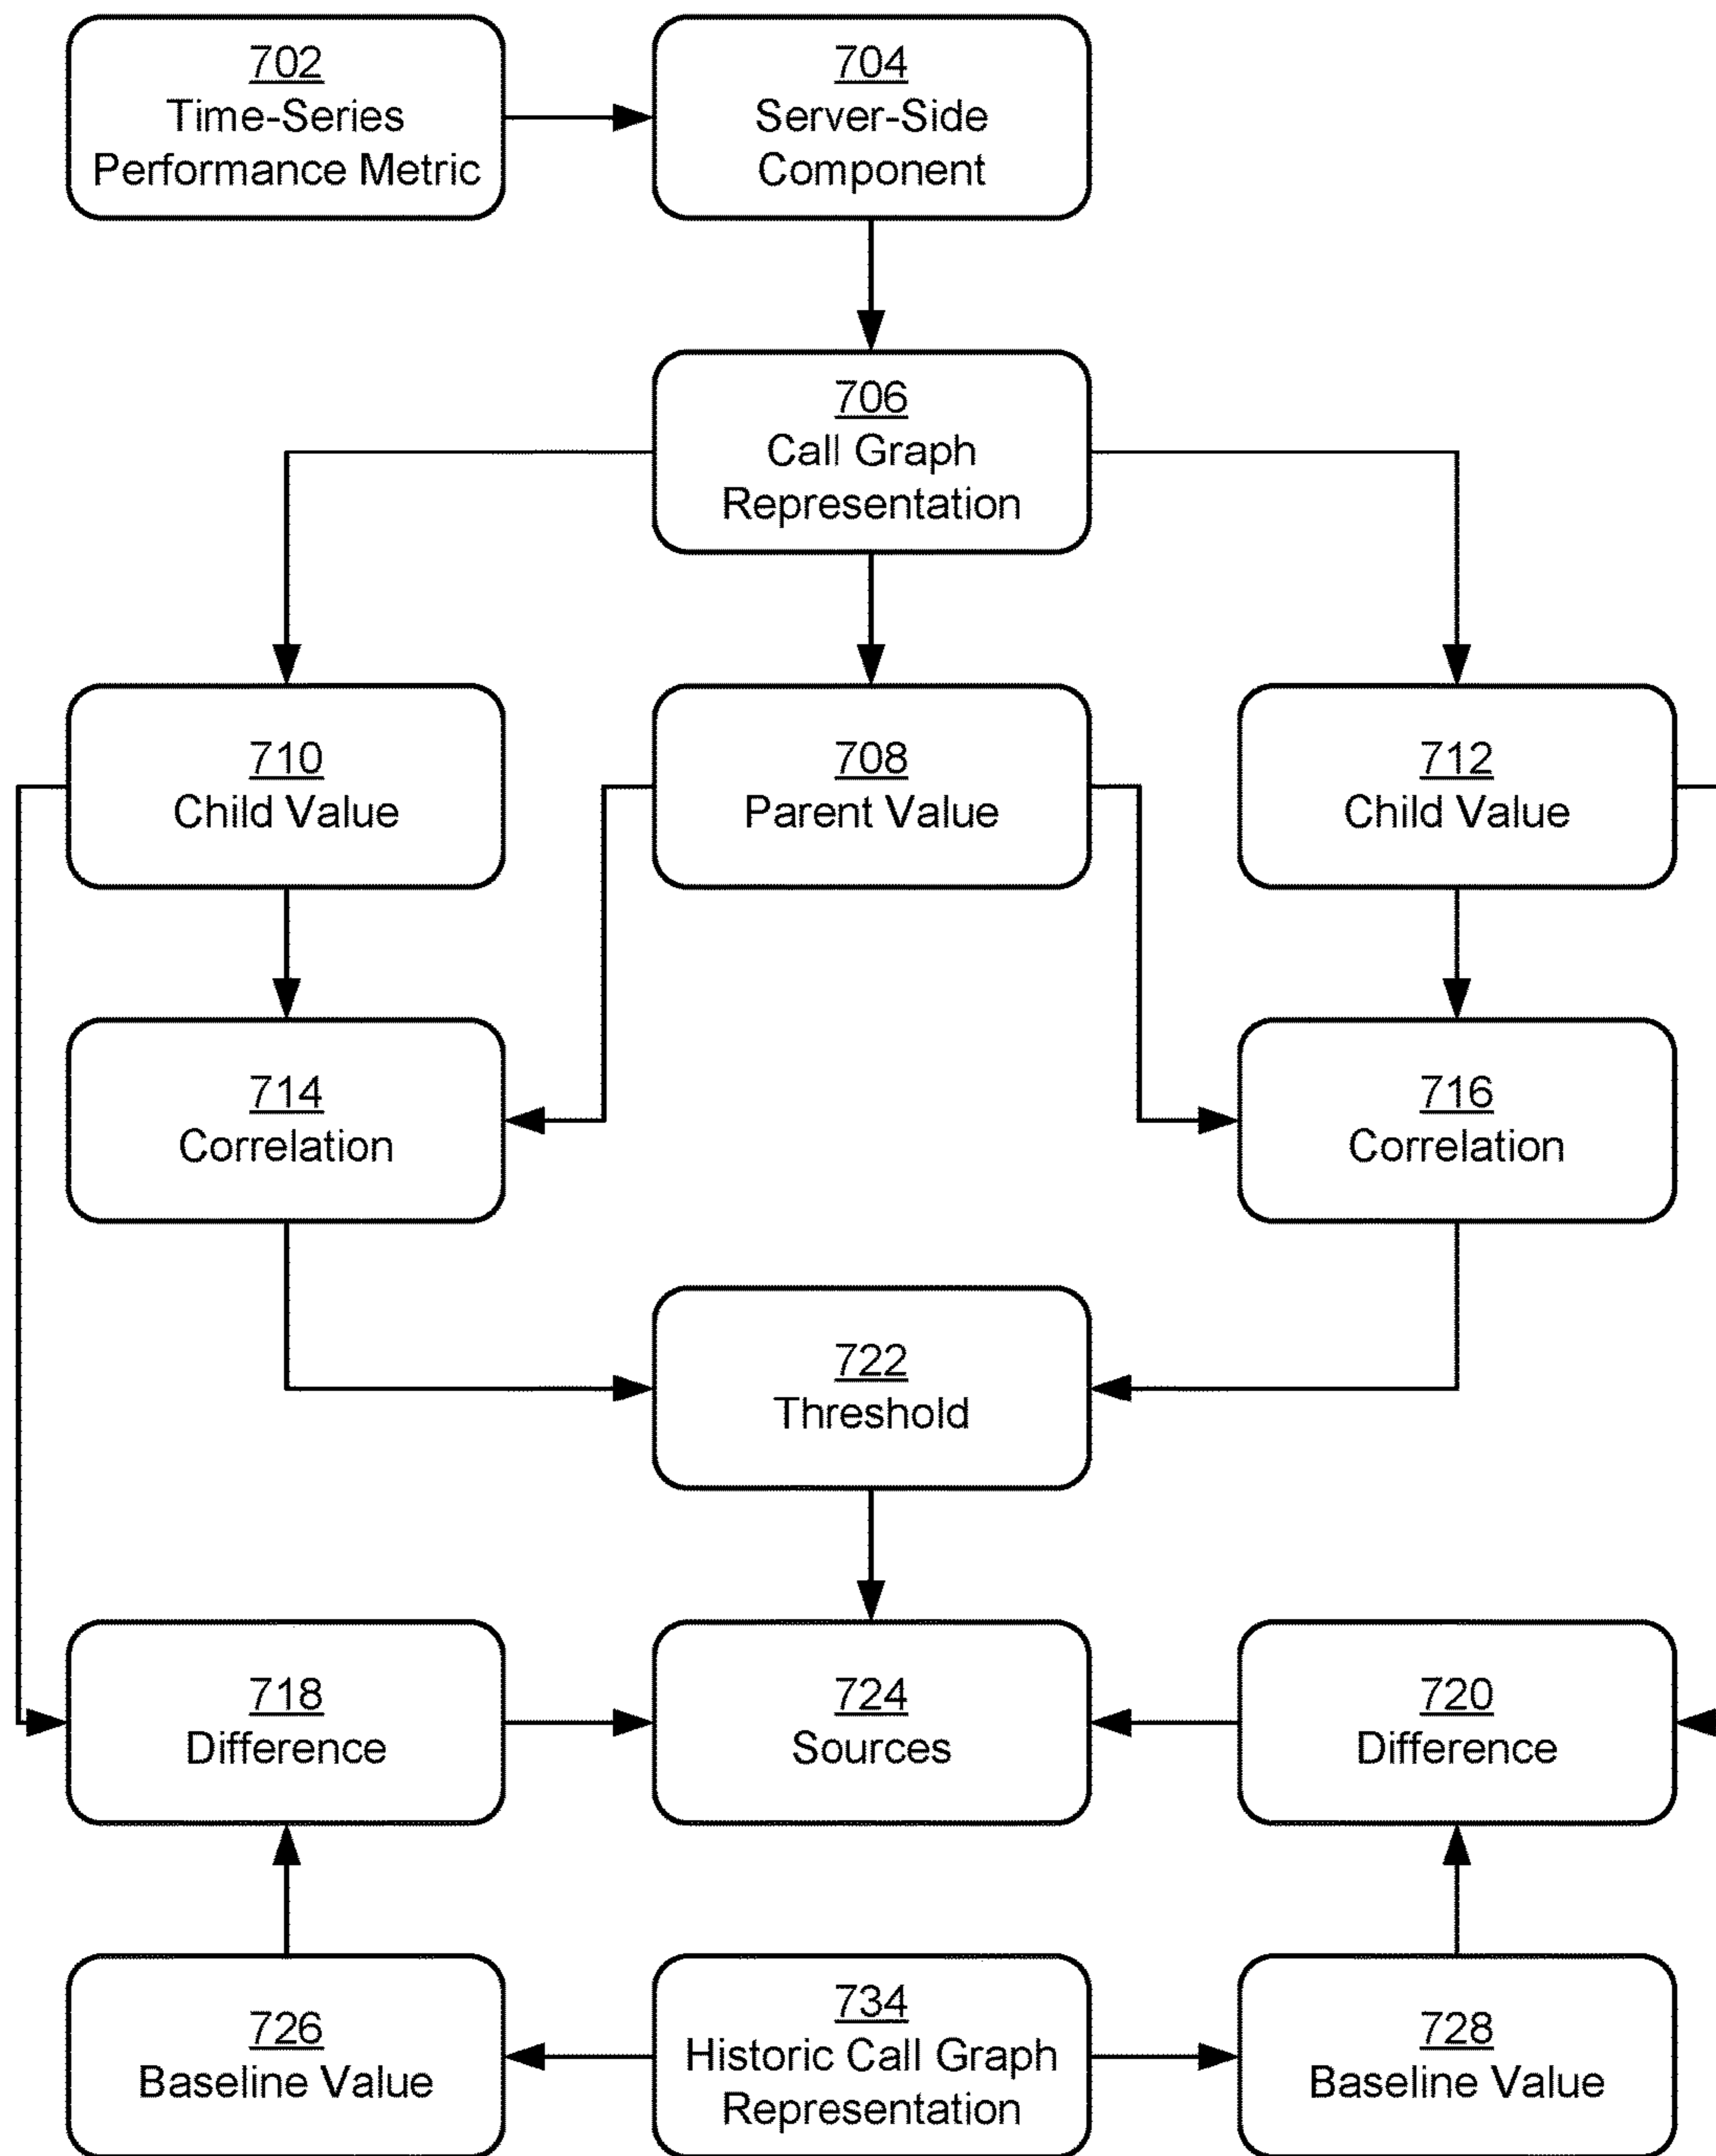 702
Time-Series
Performance Metric
704
Server-Side
Component
706
Call Graph
Representation
710
Child Value
708
Parent Value
712
Child Value
714
Correlation
716
Correlation
722
Threshold
718
Difference
724
Sources
720
Difference
726
Baseline Value
734
Historic Call Graph
Representation
728
Baseline Value